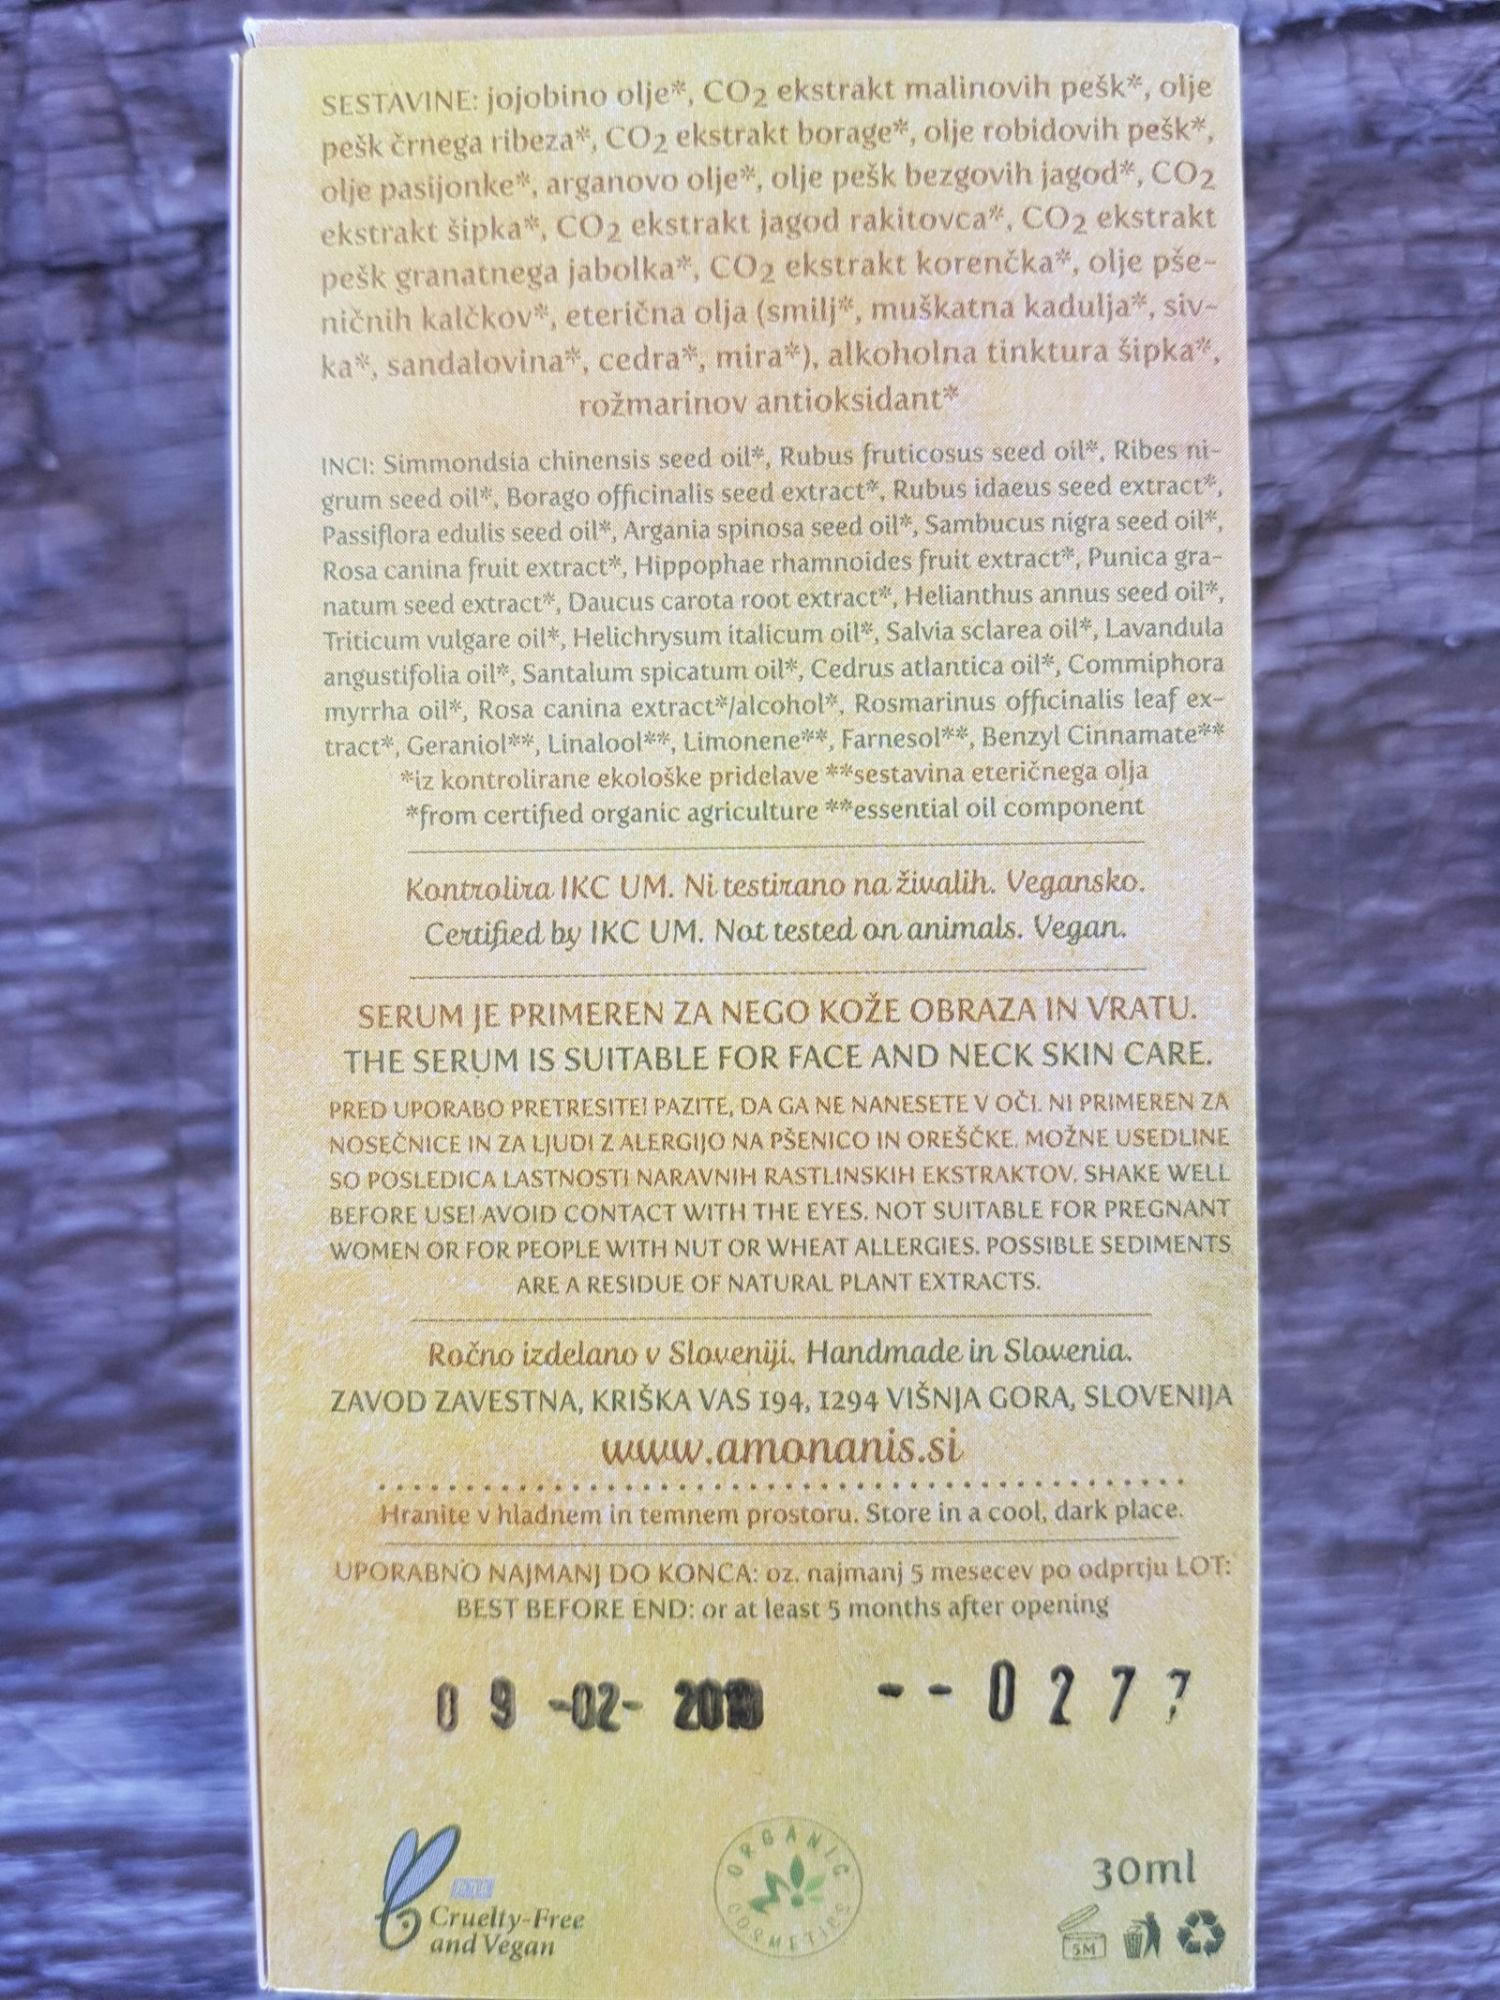 SESTAVINE: jojobino olje*, CO2 ekstrakt malinovih pešk*, olje
pešk črnega ribeza*, CO2 ekstrakt borage*, olje robidovih pešk*,
olje pasijonke*, arganovo olje*, olje pešk bezgovih jagod*, CO2
ekstrakt šipka*, CO2 ekstrakt jagod rakitovca*, CO2 ekstrakt
pešk granatnega jabolka*, CO2 ekstrakt korenčka*, olje pše-
ničnih kalčkov*, eterična olja (smilj*, muškatna kadulja*, siv-
ka*, sandalovina*, cedra*, mira*), alkoholna tinktura šipka*,
rožmarinov antioksidant*
INCI: Simmondsia chinensis seed oil*, Rubus fruticosus seed oil*, Ribes ni-
grum seed oil*, Borago officinalis seed extract*, Rubus idaeus seed extract*,
Passiflora edulis seed oil*, Argania spinosa seed oil*, Sambucus nigra seed oil*,
Rosa canina fruit extract*, Hippophae rhamnoides fruit extract*, Punica gra-
natum seed extract*, Daucus carota root extract*, Helianthus annus seed oil*,
Triticum vulgare oil*, Helichrysum italicum oil*, Salvia sclarea oil*, Lavandula
angustifolia oil*, Santalum spicatum oil*, Cedrus atlantica oil*, Commiphora
myrrha oil*, Rosa canina extract*/alcohol*, Rosmarinus officinalis leaf ex-
tract*, Geraniol**, Linalool**, Limonene**, Farnesol**, Benzyl Cinnamate**
*iz kontrolirane ekološke pridelave **sestavina eteričnega olja
*from certified organic agriculture **essential oil component
Kontrolira IKC UM. Ni testirano na živalih. Vegansko.
Certified by IKC UM. Not tested on animals. Vegan.
SERUM JE PRIMEREN ZA NEGO KOŽE OBRAZA IN VRATU.
THE SERUM IS SUITABLE FOR FACE AND NECK SKIN CARE.
PRED UPORABO PRETRESITE! PAZITE, DA GA NE NANESETE V OČI. NI PRIMEREN ZA
NOSEČNICE IN ZA LJUDI Z ALERGIJO NA PŠENICO IN OREŠČKE. MOŽNE USEDLINE
SO POSLEDICA LASTNOSTI NARAVNIH RASTLINSKIH EKSTRAKTOV. SHAKE WELL
BEFORE USE! AVOID CONTACT WITH THE EYES. NOT SUITABLE FOR PREGNANT
WOMEN OR FOR PEOPLE WITH NUT OR WHEAT ALLERGIES. POSSIBLE SEDIMENTS
ARE A RESIDUE OF NATURAL PLANT EXTRACTS.
Ročno izdelano v Sloveniji. Handmade in Slovenia.
ZAVOD ZAVESTNA, KRIŠKA VAS 194, 1294 VIŠNJA GORA, SLOVENIJA
www.amonanis.si
Hranite v hladnem in temnem prostoru. Store in a cool, dark place.
UPORABNO NAJMANJ DO KONCA: oz. najmanj 5 mesecev po odprtju LOT:
BEST BEFORE END: or at least 5 months after opening
09 -02- -- 0277
Cruelty-Free
and Vegan
ORGANIC
COSMETICS
30ml
5M